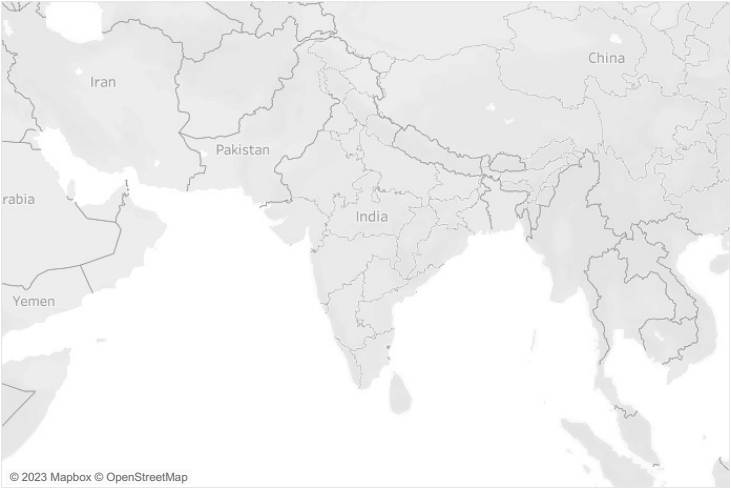 China
Iran
Pakistan
rabia
India
Yemen
© 2023 Mapbox © OpenStreetMap